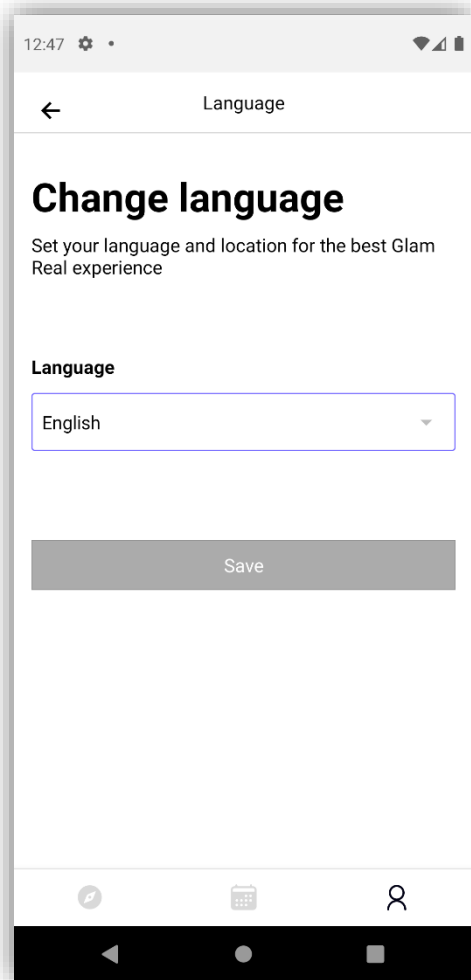 12:47
Language
Change language
Set your language and location for the best Glam
Real experience
Language
English
Save